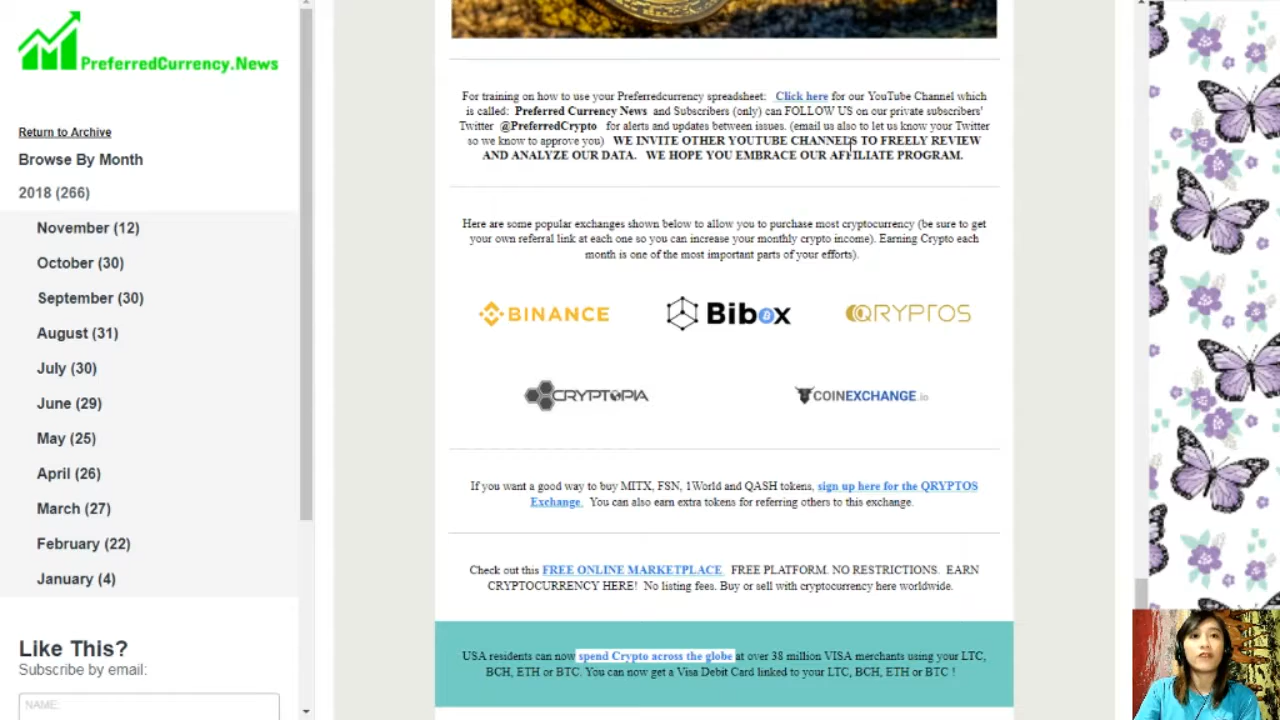 PreferredCurrency.News
Return to Archive
Browse By Month
2018 (266)
November (12)
October (30)
September (30)
August (31)
July (30)
June (29)
May (25)
April (26)
March (27)
February (22)
January (4)
Like This?
Subscribe by email:
NAME:
For training on how to use your Preferredcurrency spreadsheet: Click here for our YouTube Channel which
is called: Preferred Currency News and Subscribers (only) can FOLLOW US on our private subscribers'
Twitter @PreferredCrypto for alerts and updates between issues. (email us also to let us know your Twitter
so we know to approve you) WE INVITE OTHER YOUTUBE CHANNELS TO FREELY REVIEW
AND ANALYZE OUR DATA. WE HOPE YOU EMBRACE OUR AFFILIATE PROGRAM.
Here are some popular exchanges shown below to allow you to purchase most cryptocurrency (be sure to get
your own referral link at each one so you can increase your monthly crypto income). Earning Crypto each
month is one of the most important parts of your efforts).
BINANCE
Bibox
QRYPTOS
CRYPTOPIA
COINEXCHANGE.io
If you want a good way to buy MITX, FSN, 1World and QASH tokens, sign up here for the QRYPTOS
Exchange. You can also earn extra tokens for referring others to this exchange.
Check out this FREE ONLINE MARKETPLACE FREE PLATFORM. NO RESTRICTIONS. EARN
CRYPTOCURRENCY HERE! No listing fees. Buy or sell with cryptocurrency here worldwide.
USA residents can now spend Crypto across the globe at over 38 million VISA merchants using your LTC,
BCH, ETH or BTC. You can now get a Visa Debit Card linked to your LTC, BCH, ETH or BTC !